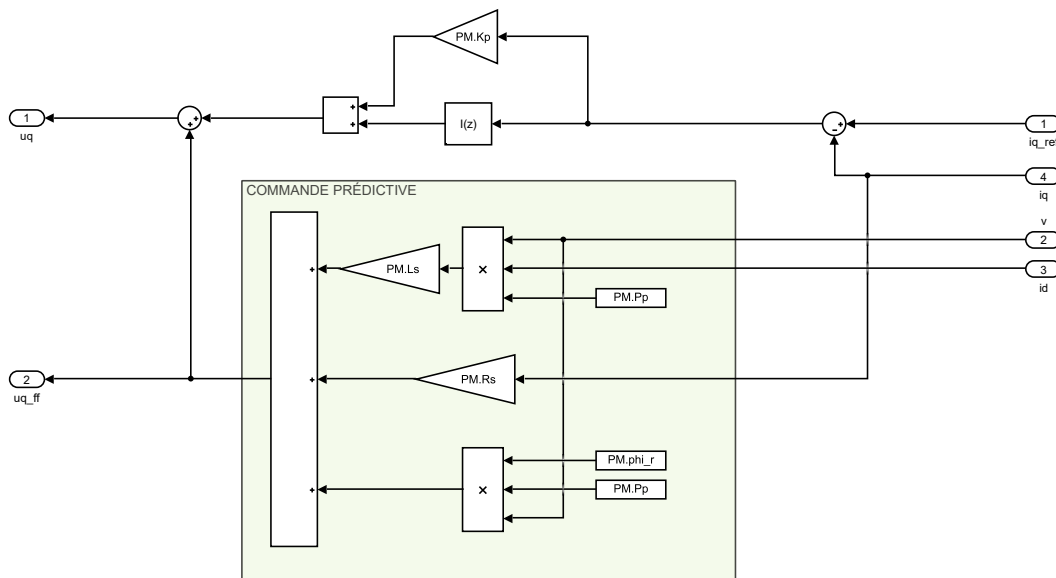 PM.Kp
1
uq
+
+
+
+
I(z)
+
-
1
iq_ref
4
iq
COMMANDE PRÉDICTIVE
v
2
+
PM.Ls
×
3
id
PM.Pp
2
uq_ff
+
PM.Rs
PM.phi_r
+
×
PM.Pp